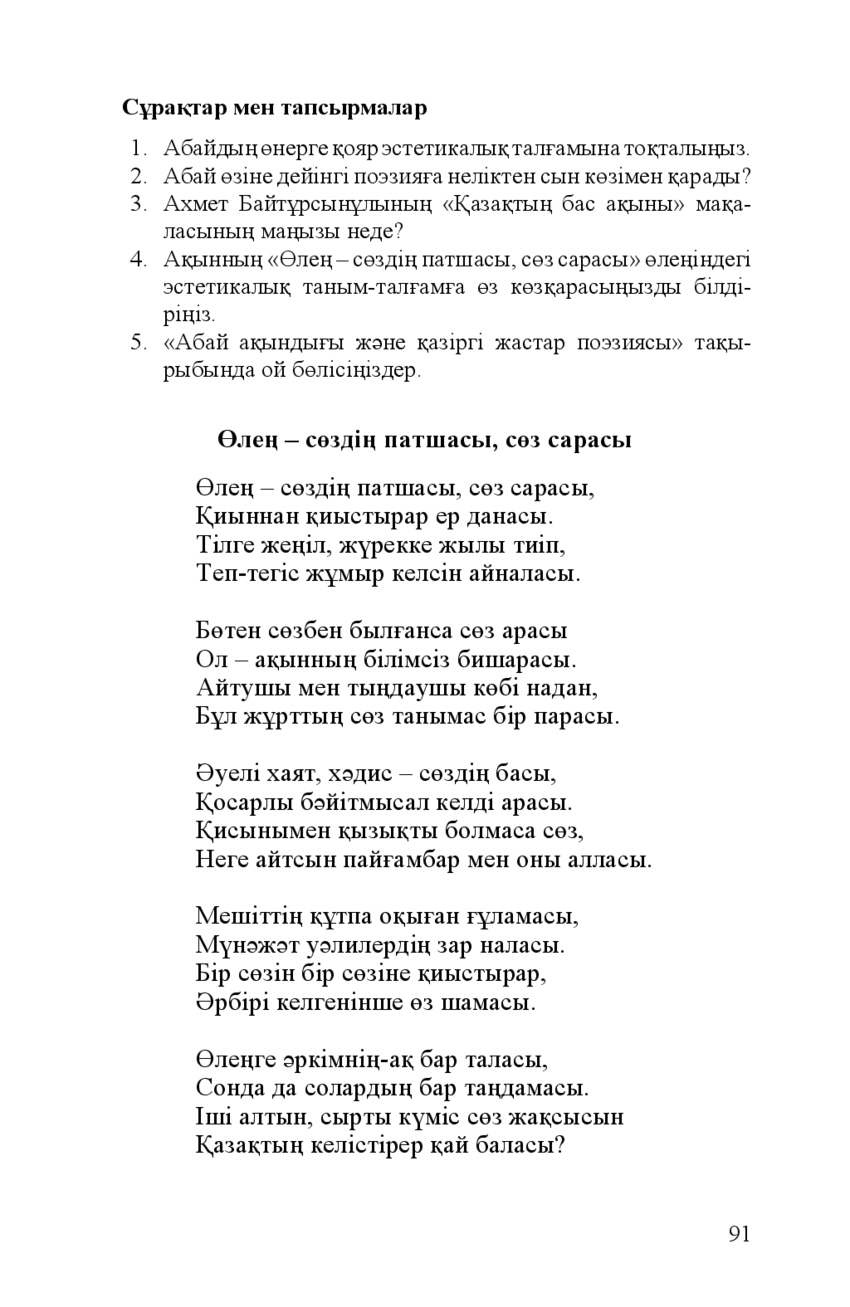 Сұрақтар мен тапсырмалар
1. Абайдың өнерге қояр эстетикалық талғамына тоқталыңыз.
2. Абай өзіне дейінгі поэзияға неліктен сын көзімен қарады?
3. Ахмет Байтұрсынұлының «Қазақтың бас ақыны» мақа-
ласының маңызы неде?
4. Ақынның «Өлең – сөздің патшасы, сөз сарасы» өлеңіндегі
эстетикалық таным-талғамға өз көзқарасыңызды білді-
ріңіз.
5. «Абай ақындығы және қазіргі жастар поэзиясы» тақы-
рыбында ой бөлісіңіздер.
Өлең – сөздің патшасы, сөз сарасы
Өлең – сөздің патшасы, сөз сарасы,
Қиыннан қиыстырар ер данасы.
Тілге жеңіл, жүрекке жылы тиіп,
Теп-тегіс жұмыр келсін айналасы.
Бөтен сөзбен былғанса сөз арасы
Ол – ақынның білімсіз бишарасы.
Айтушы мен тыңдаушы көбі надан,
Бұл жұрттың сөз танымас бір парасы.
Әуелі хаят, хәдис – сөздің басы,
Қосарлы бәйітмысал келді арасы.
Қисынымен қызықты болмаса сөз,
Неге айтсын пайғамбар мен оны алласы.
Мешіттің құтпа оқыған ғұламасы,
Мүнәжәт уәлилердің зар наласы.
Бір сөзін бір сөзіне қиыстырар,
Әрбірі келгенінше өз шамасы.
Өлеңге әркімнің-ақ бар таласы,
Сонда да солардың бар таңдамасы.
Іші алтын, сырты күміс сөз жақсысын
Қазақтың келістірер қай баласы?
91